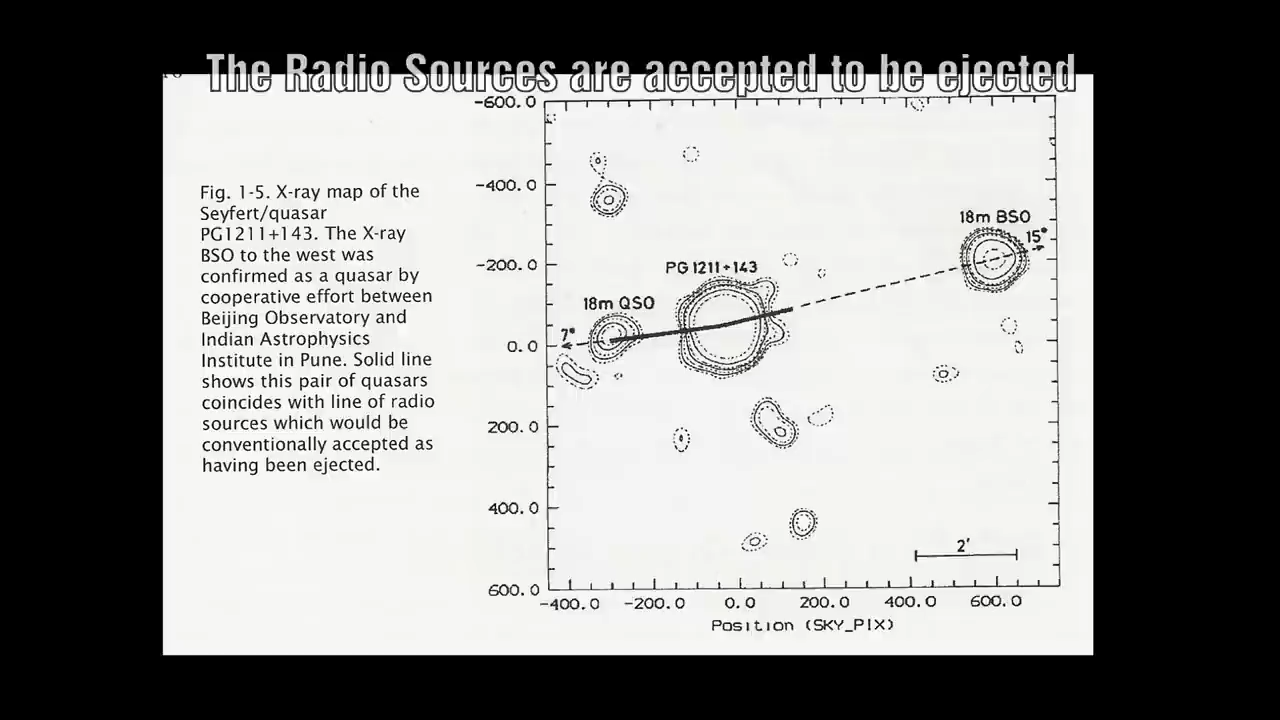 The Radio Sources are accepted to be ejected
Fig. 1-5. X-ray map of the
Seyfert/quasar
PG1211+143. The X-ray
BSO to the west was
confirmed as a quasar by
cooperative effort between
Beijing Observatory and
Indian Astrophysics
Institute in Pune. Solid line
shows this pair of quasars
coincides with line of radio
sources which would be
conventionally accepted as
having been ejected.
-600.0
-400.0
-200.0
0.0
200.0
400.0
600.0
18m BSO
15°
PG 1211+143
18m QSO
7°
2'
-400.0 -200.0 0.0 200.0 400.0 600.0
Position (SKY_PIX)